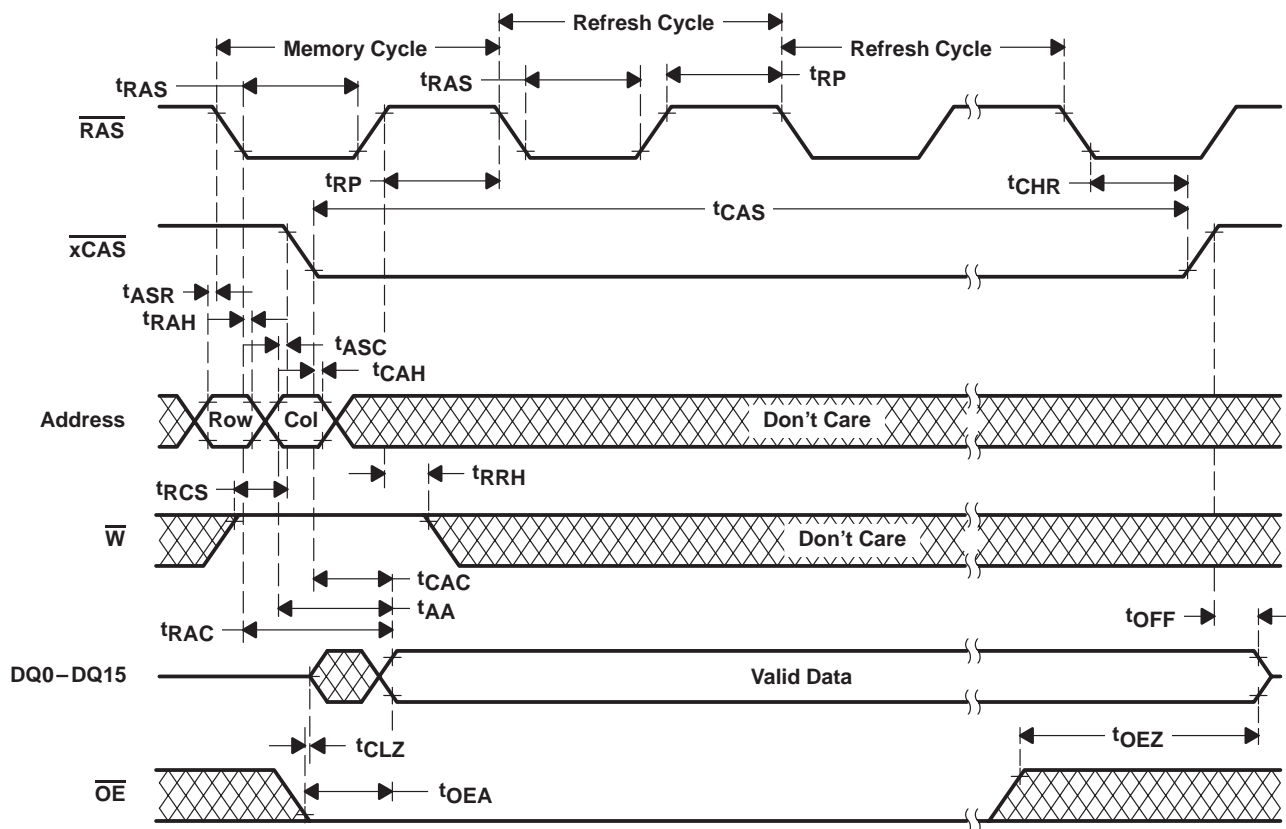 Refresh Cycle
Memory Cycle
Refresh Cycle
tRAS
tRAS
tRP
RAS
tRP
tCHR
tCAS
xCAS
tASR
tRAH
tASC
tCAH
Address
Row
Col
Don't Care
tRRH
tRCS
W
Don't Care
tCAC
tAA
tRAC
tOFF
DQ0–DQ15
Valid Data
tCLZ
tOEZ
OE
tOEA